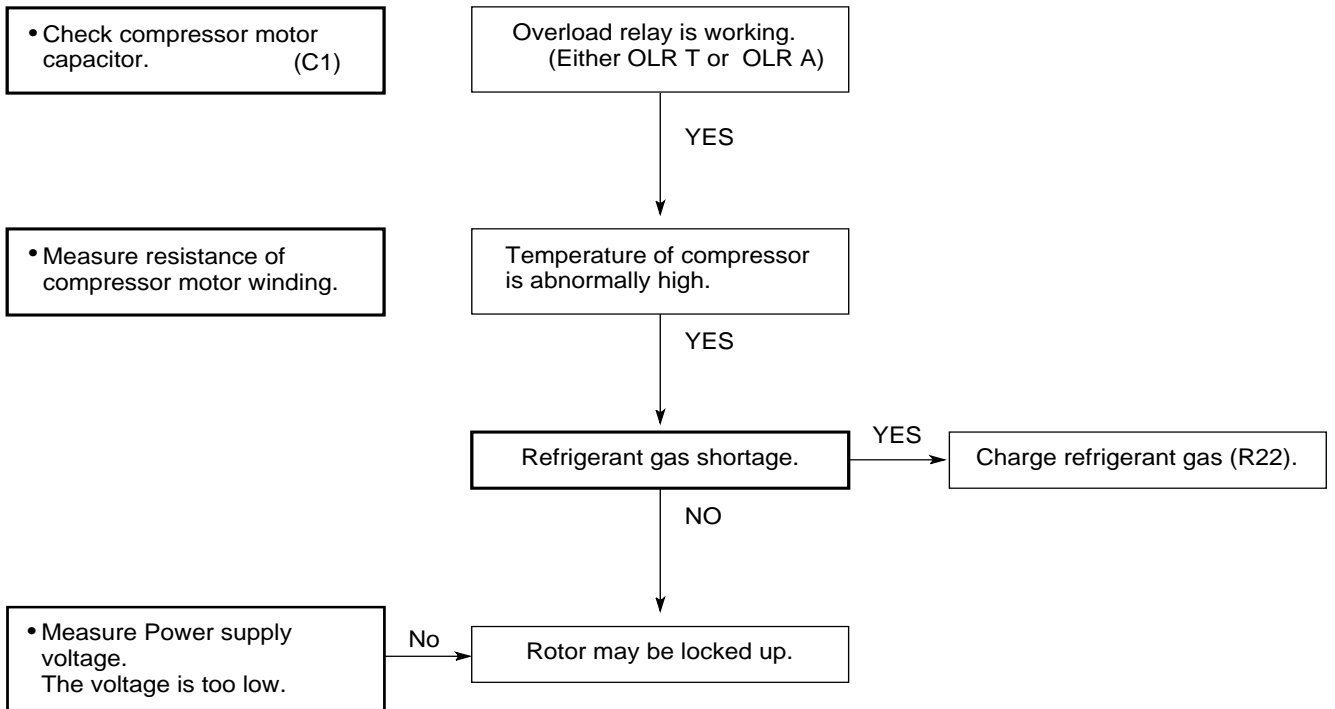 • Check compressor motor
capacitor. (C1)
Overload relay is working.
(Either OLR T or OLR A)
YES
• Measure resistance of
compressor motor winding.
Temperature of compressor
is abnormally high.
YES
Refrigerant gas shortage.
YES
Charge refrigerant gas (R22).
NO
• Measure Power supply
voltage.
The voltage is too low.
No
Rotor may be locked up.